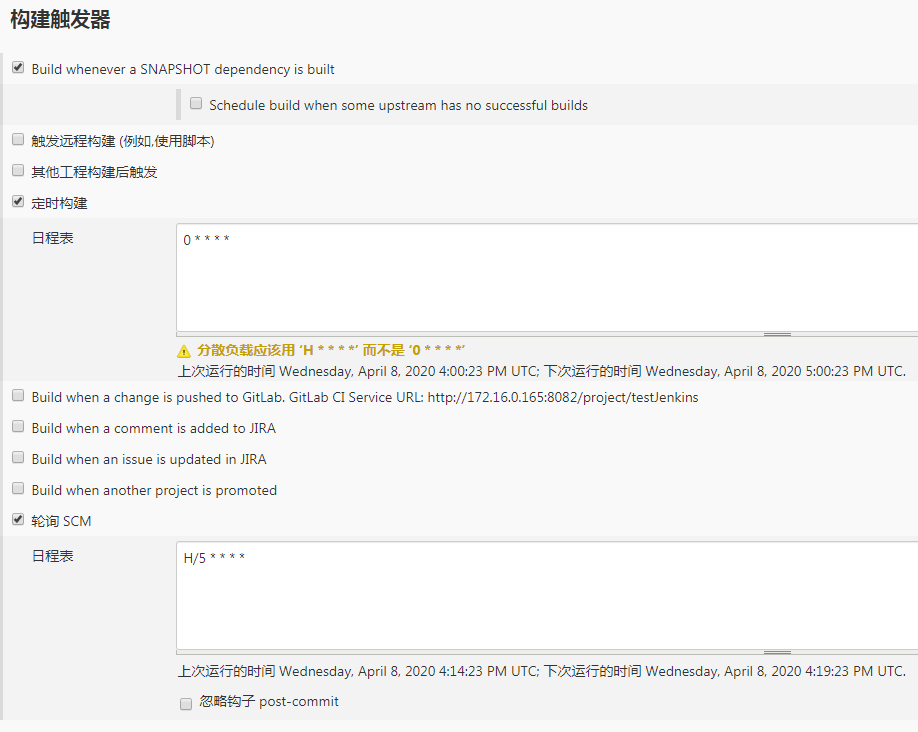 构建触发器
Build whenever a SNAPSHOT dependency is built
Schedule build when some upstream has no successful builds
触发远程构建 (例如,使用脚本)
其他工程构建后触发
定时构建
日程表
0 * * * *
分散负载应该用 ‘H * * * *’ 而不是 ‘0 * * * *’
上次运行的时间 Wednesday, April 8, 2020 4:00:23 PM UTC; 下次运行的时间 Wednesday, April 8, 2020 5:00:23 PM UTC.
Build when a change is pushed to GitLab. GitLab CI Service URL: http://172.16.0.165:8082/project/testJenkins
Build when a comment is added to JIRA
Build when an issue is updated in JIRA
Build when another project is promoted
轮询 SCM
日程表
H/5 * * * *
上次运行的时间 Wednesday, April 8, 2020 4:14:23 PM UTC; 下次运行的时间 Wednesday, April 8, 2020 4:19:23 PM UTC.
忽略钩子 post-commit